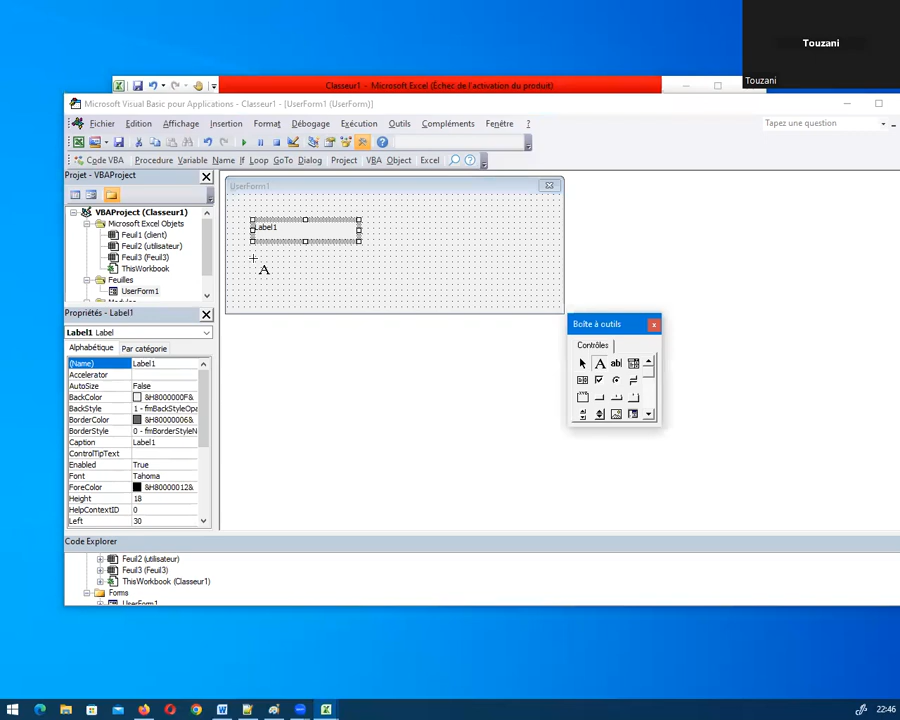 Touzani
Touzani
Classeur1 - Microsoft Excel (Échec de l'activation du produit)
Microsoft Visual Basic pour Applications - Classeur1 - [UserForm1 (UserForm)]
Fichier Edition Affichage Insertion Format Débogage Exécution Outils Compléments Fenêtre ?
Tapez une question
Code VBA Procedure Variable Name If Loop GoTo Dialog Project VBA Object Excel
Projet - VBAProject
VBAProject (Classeur1)
Microsoft Excel Objets
Feuil1 (client)
Feuil2 (utilisateur)
Feuil3 (Feuil3)
ThisWorkbook
Feuilles
UserForm1
Modules
UserForm1
Label1
A
Propriétés - Label1
Label1 Label
Alphabétique Par catégorie
(Name) Label1
Accelerator
AutoSize False
BackColor &H8000000F&
BackStyle 1 - fmBackStyleOpa
BorderColor &H80000006&
BorderStyle 0 - fmBorderStyleN
Caption Label1
ControlTipText
Enabled True
Font Tahoma
ForeColor &H80000012&
Height 18
HelpContextID 0
Left 30
Boîte à outils
Contrôles
A ab
Code Explorer
Feuil2 (utilisateur)
Feuil3 (Feuil3)
ThisWorkbook (Classeur1)
Forms
UserForm1
22:46